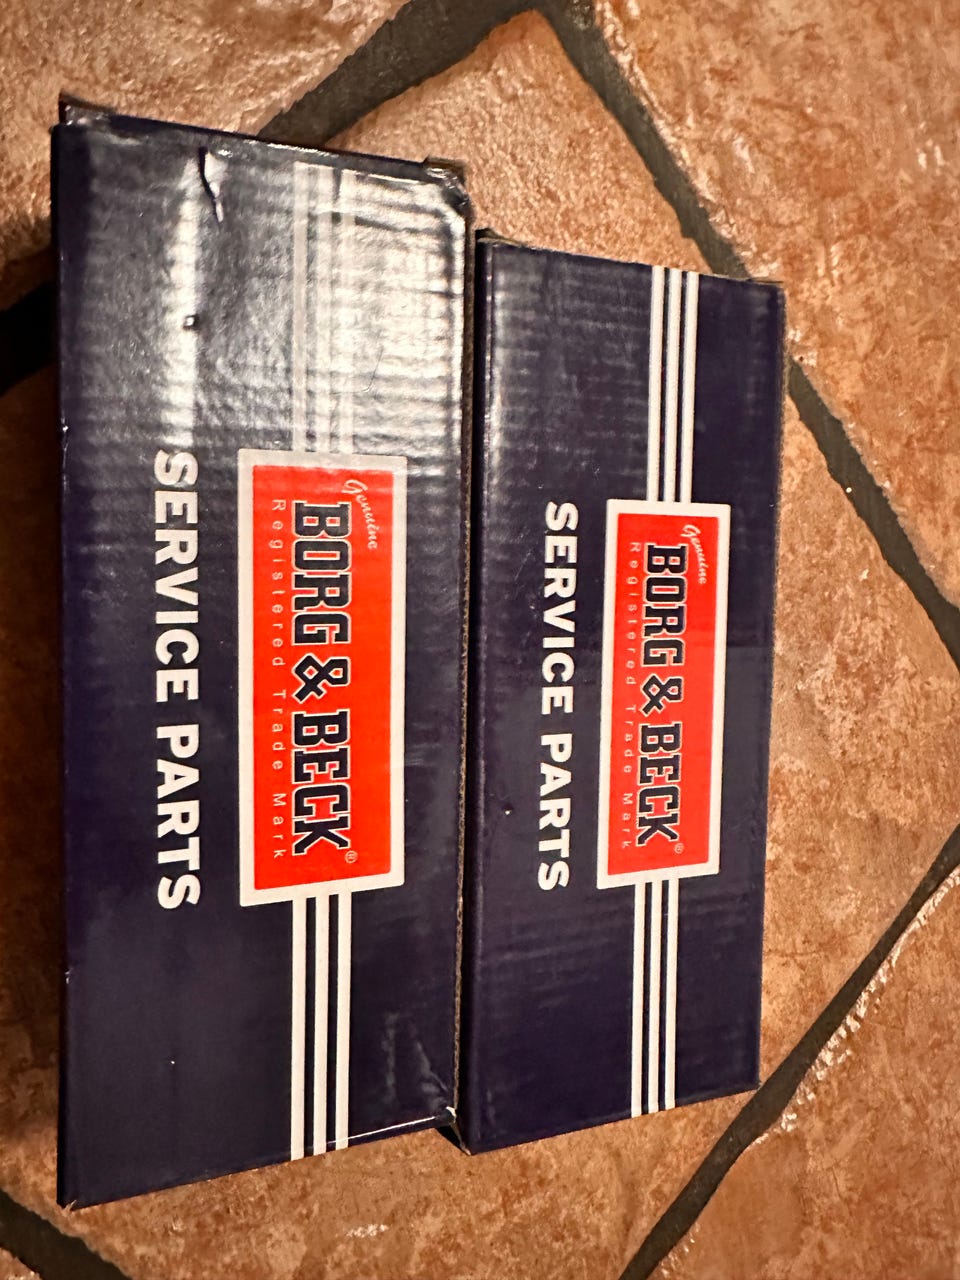 Genuine
BORG & BECK®
Registered Trade Mark
SERVICE PARTS
Genuine
BORG & BECK®
Registered Trade Mark
SERVICE PARTS